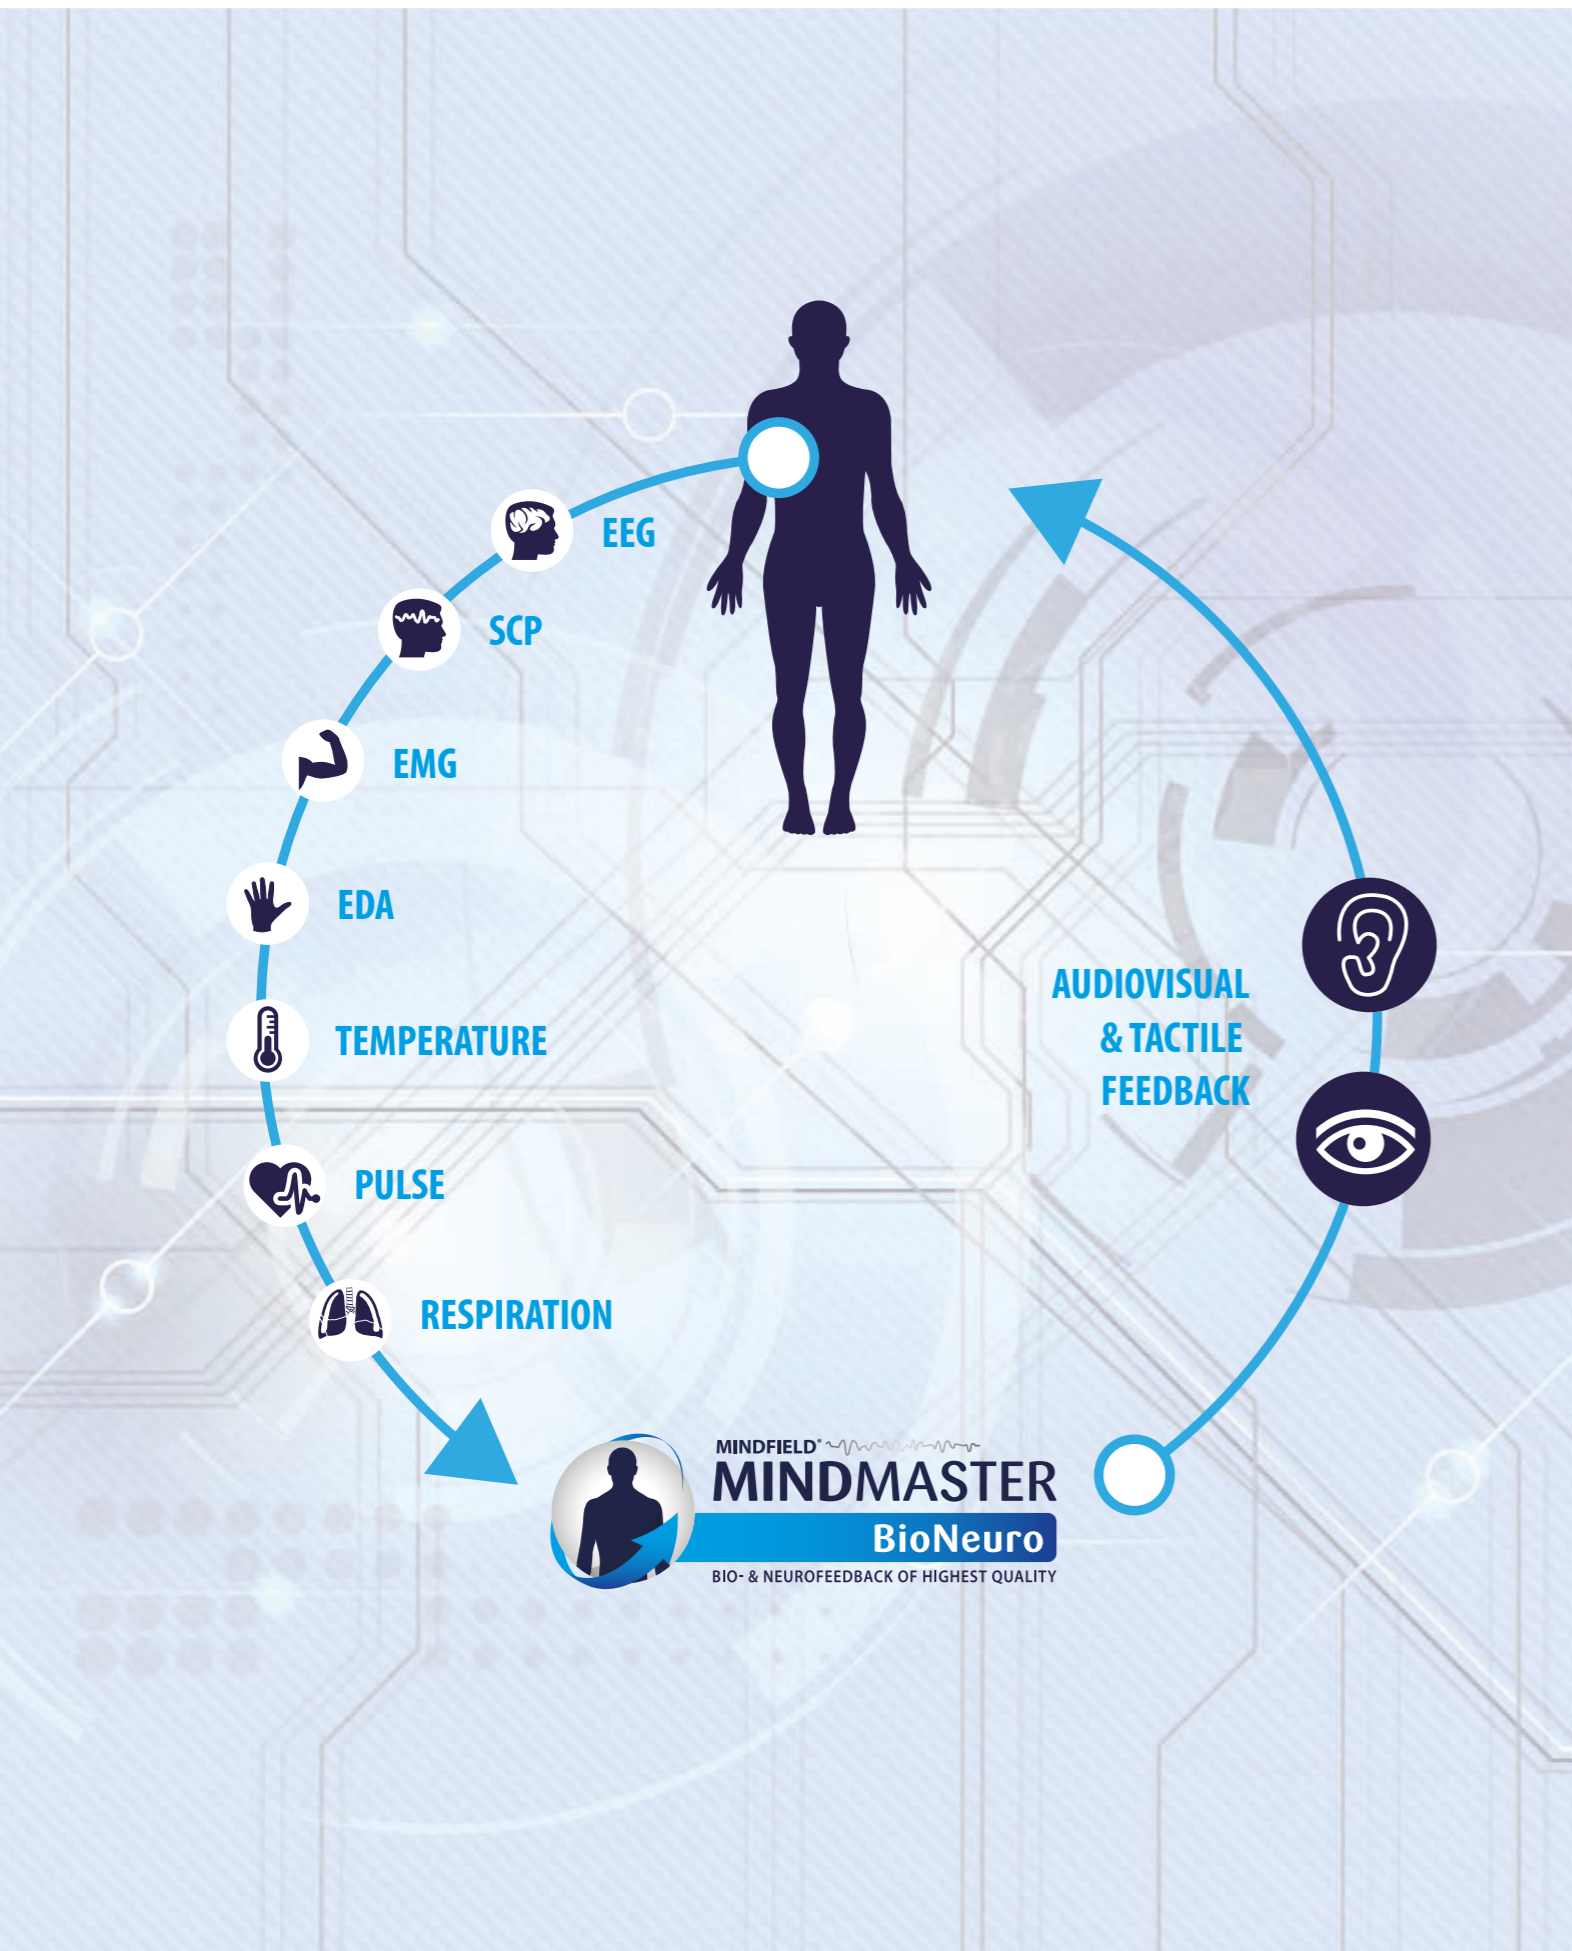 EEG
SCP
EMG
EDA
TEMPERATURE
PULSE
RESPIRATION
AUDIOVISUAL
& TACTILE
FEEDBACK
MINDFIELD®
MINDMASTER
BioNeuro
BIO- & NEUROFEEDBACK OF HIGHEST QUALITY